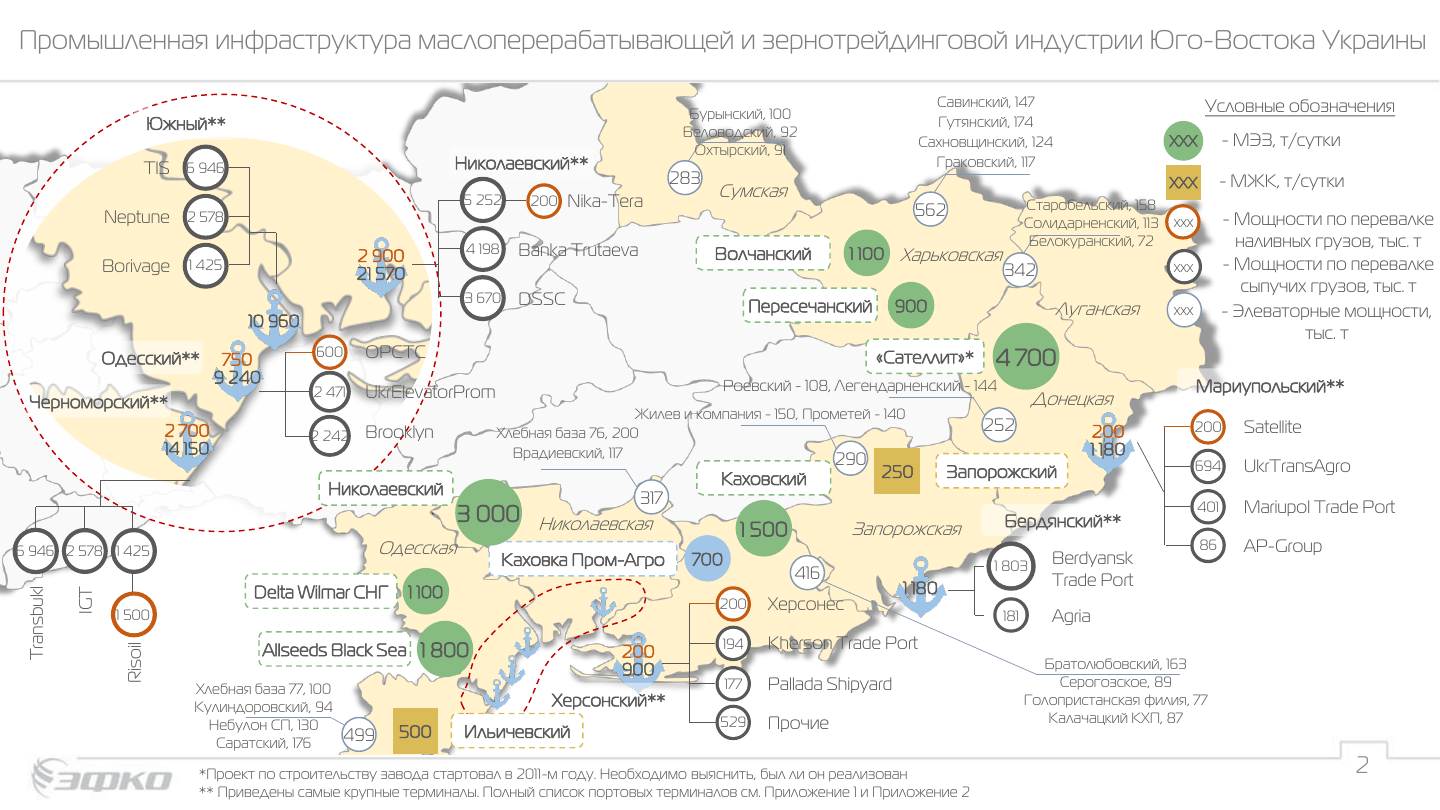 Промышленная инфраструктура маслоперерабатывающей и зернотрейдинговой индустрии Юго-Востока Украины
Южный**
TIS
6 946
Neptune
2 578
Borivage
1 425
10 960
2 900
21 570
Одесский**
750
9 240
Черноморский**
2 700
14 150
600
ОРСТС
2 471
UkrElevatorProm
2 242
Brooklyn
6 946
2 578
1 425
1 500
Transbukl
IGT
Risoil
Николаевский**
5 252
200
Nika-Tera
4 198
Banka Trutaeva
3 670
DSSC
Бурынский, 100
Беловодский, 92
Охтырский, 91
283
Сумская
Савинский, 147
Гутянский, 174
Сахновщинский, 124
Граковский, 117
562
Харьковская
Волчанский
1 100
Пересечанский
900
«Сателлит»*
4 700
Старобельский, 158
Солидарненский, 113
Белокуранский, 72
342
Луганская
Роевский - 108, Легендарненский - 144
Донецкая
252
Жилев и компания - 150, Прометей - 140
290
250
Запорожский
Хлебная база 76, 200
Врадиевский, 117
317
Каховский
1 500
Николаевский
3 000
Николаевская
Одесская
Запорожская
Каховка Пром-Агро
700
416
Delta Wilmar СНГ
1 100
Allseeds Black Sea
1 800
Хлебная база 77, 100
Кулиндоровский, 94
Небулон СП, 130
Саратский, 176
499
500
Ильичевский
Херсонский**
200
900
200
Херсонес
194
Kherson Trade Port
177
Pallada Shipyard
529
Прочие
Бердянский**
1 180
1 803
Berdyansk
Trade Port
181
Agria
Братолюбовский, 163
Серогозское, 89
Голопристанская филия, 77
Калачацкий КХП, 87
Мариупольский**
200
1 180
200
Satellite
694
UkrTransAgro
401
Mariupol Trade Port
86
AP-Group
Условные обозначения
XXX
- МЭЗ, т/сутки
XXX
- МЖК, т/сутки
XXX
- Мощности по перевалке
наливных грузов, тыс. т
XXX
- Мощности по перевалке
сыпучих грузов, тыс. т
XXX
- Элеваторные мощности,
тыс. т
ЭФКО
*Проект по строительству завода стартовал в 2011-м году. Необходимо выяснить, был ли он реализован
** Приведены самые крупные терминалы. Полный список портовых терминалов см. Приложение 1 и Приложение 2
2